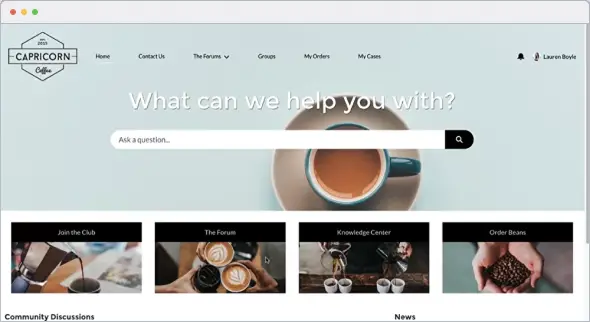 EST.
2015
CAPRICORN
Coffee
Home
Contact Us
The Forums
Groups
My Orders
My Cases
Lauren Boyle
What can we help you with?
Ask a question...
Join the Club
The Forum
Knowledge Center
Order Beans
Community Discussions
News